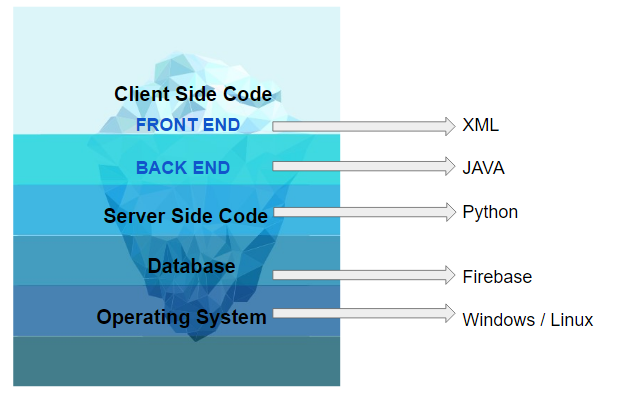 Client Side Code
FRONT END
XML
BACK END
JAVA
Server Side Code
Python
Database
Firebase
Operating System
Windows / Linux